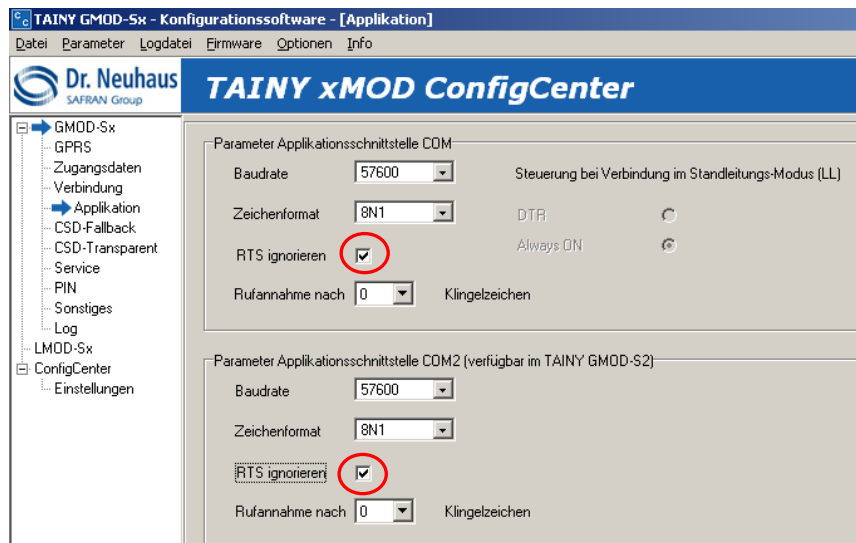 TAINY GMOD-Sx - Konfigurationssoftware - [Applikation]
Datei Parameter Logdatei Firmware Optionen Info
Dr. Neuhaus
SAFRAN Group
TAINY xMOD ConfigCenter
GMOD-Sx
GPRS
Zugangsdaten
Verbindung
Applikation
CSD-Fallback
CSD-Transparent
Service
PIN
Sonstiges
Log
LMOD-Sx
ConfigCenter
Einstellungen
Parameter Applikationsschnittstelle COM
Baudrate 57600 Steuerung bei Verbindung im Standleitungs-Modus (LL)
Zeichenformat 8N1 DTR
RTS ignorieren Always ON
Rufannahme nach 0 Klingelzeichen
Parameter Applikationsschnittstelle COM2 (verfügbar im TAINY GMOD-S2)
Baudrate 57600
Zeichenformat 8N1
RTS ignorieren
Rufannahme nach 0 Klingelzeichen